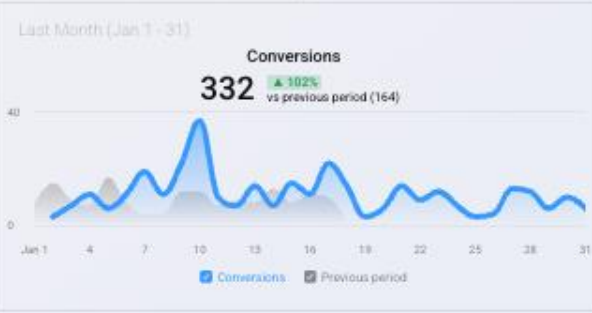 Last Month (Jan 1 - 31)
Conversions
332 ▲ 102%
vs previous period (164)
40
0
Jan 1 4 7 10 13 16 19 22 25 28 31
Conversions Previous period